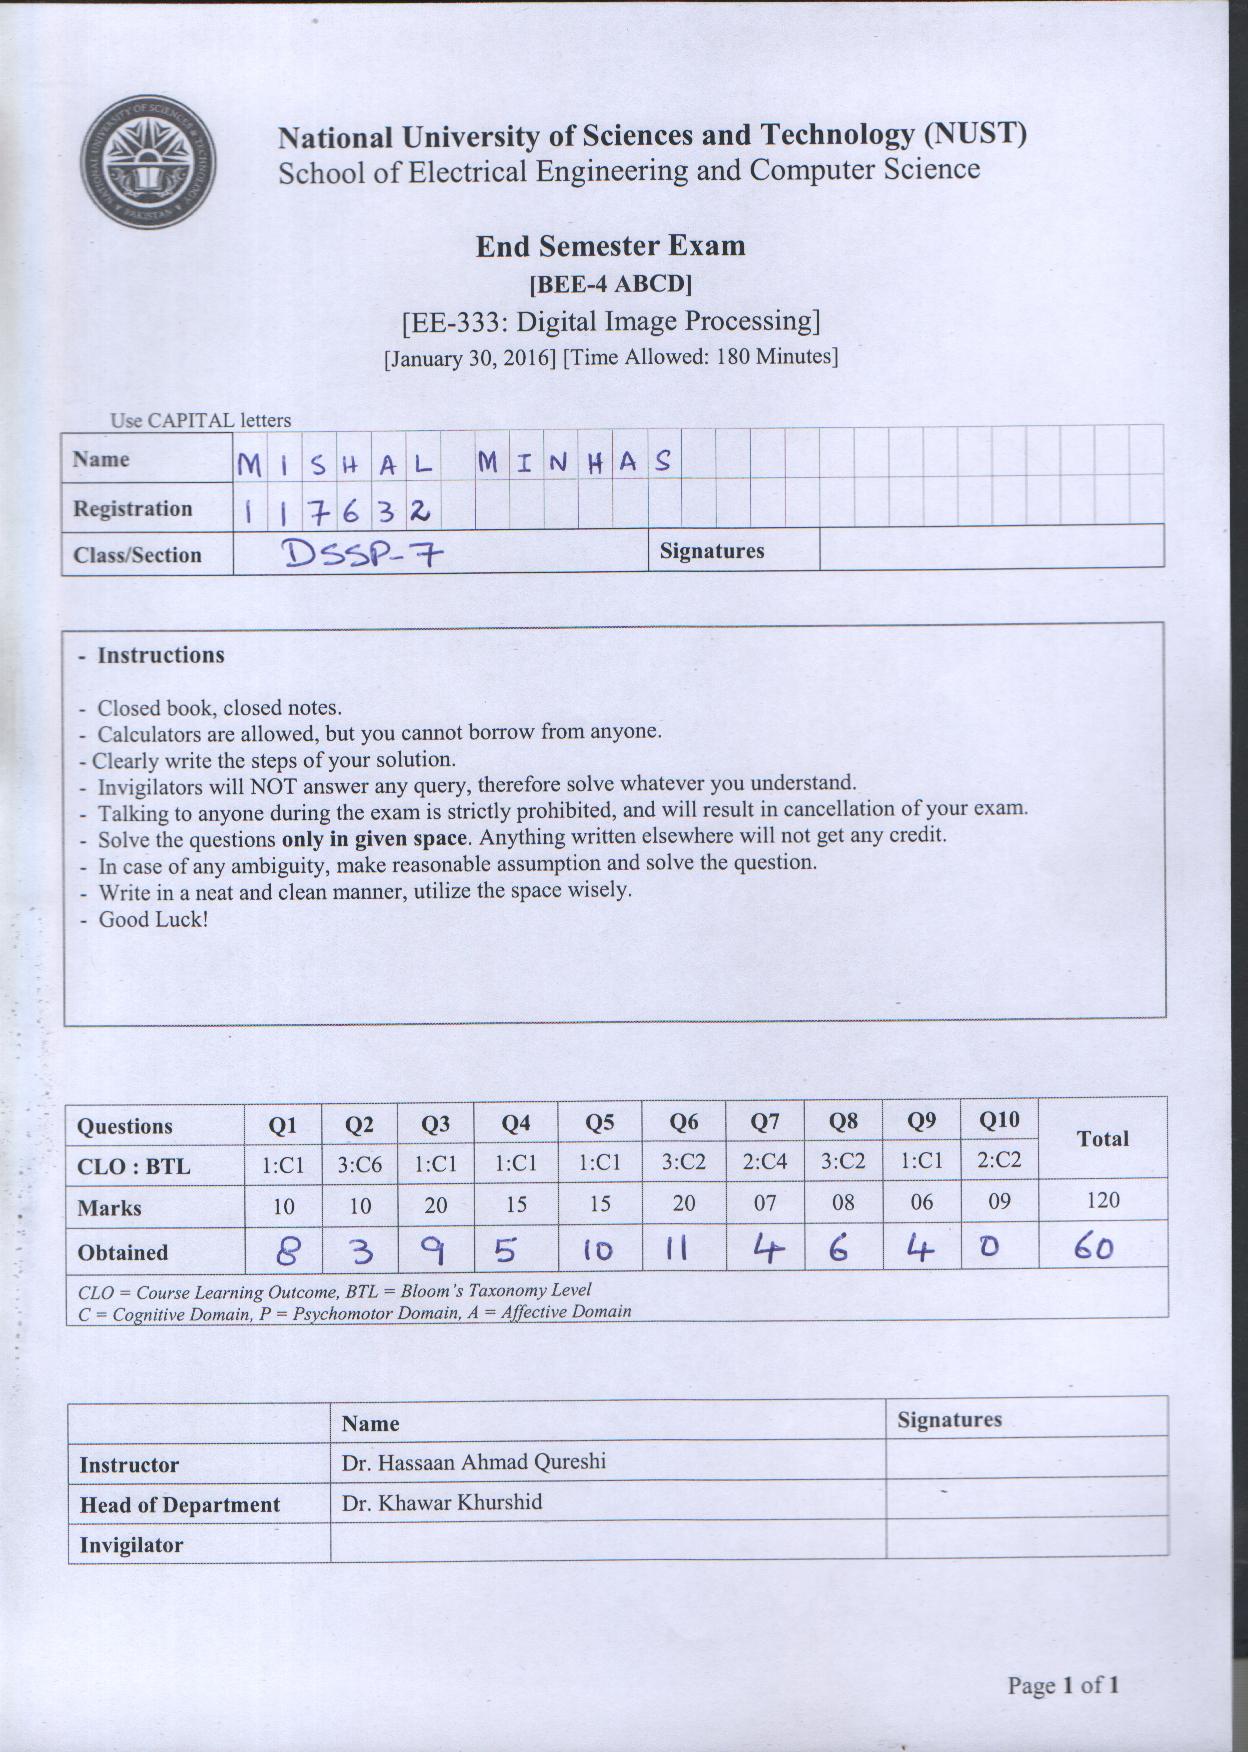 NATIONAL UNIVERSITY OF SCIENCES & TECHNOLOGY
PAKISTAN
National University of Sciences and Technology (NUST)
School of Electrical Engineering and Computer Science
End Semester Exam
[BEE-4 ABCD]
[EE-333: Digital Image Processing]
[January 30, 2016] [Time Allowed: 180 Minutes]
Use CAPITAL letters
Name MISHAL MINHAS
Registration 117632
Class/Section DSSP-7 Signatures
- Instructions
- Closed book, closed notes.
- Calculators are allowed, but you cannot borrow from anyone.
- Clearly write the steps of your solution.
- Invigilators will NOT answer any query, therefore solve whatever you understand.
- Talking to anyone during the exam is strictly prohibited, and will result in cancellation of your exam.
- Solve the questions only in given space. Anything written elsewhere will not get any credit.
- In case of any ambiguity, make reasonable assumption and solve the question.
- Write in a neat and clean manner, utilize the space wisely.
- Good Luck!
Questions Q1 Q2 Q3 Q4 Q5 Q6 Q7 Q8 Q9 Q10 Total
CLO : BTL 1:C1 3:C6 1:C1 1:C1 1:C1 3:C2 2:C4 3:C2 1:C1 2:C2
Marks 10 10 20 15 15 20 07 08 06 09 120
Obtained 8 3 9 5 10 11 4 6 4 0 60
CLO = Course Learning Outcome, BTL = Bloom's Taxonomy Level
C = Cognitive Domain, P = Psychomotor Domain, A = Affective Domain
Name Signatures
Instructor Dr. Hassaan Ahmad Qureshi
Head of Department Dr. Khawar Khurshid
Invigilator
Page 1 of 1